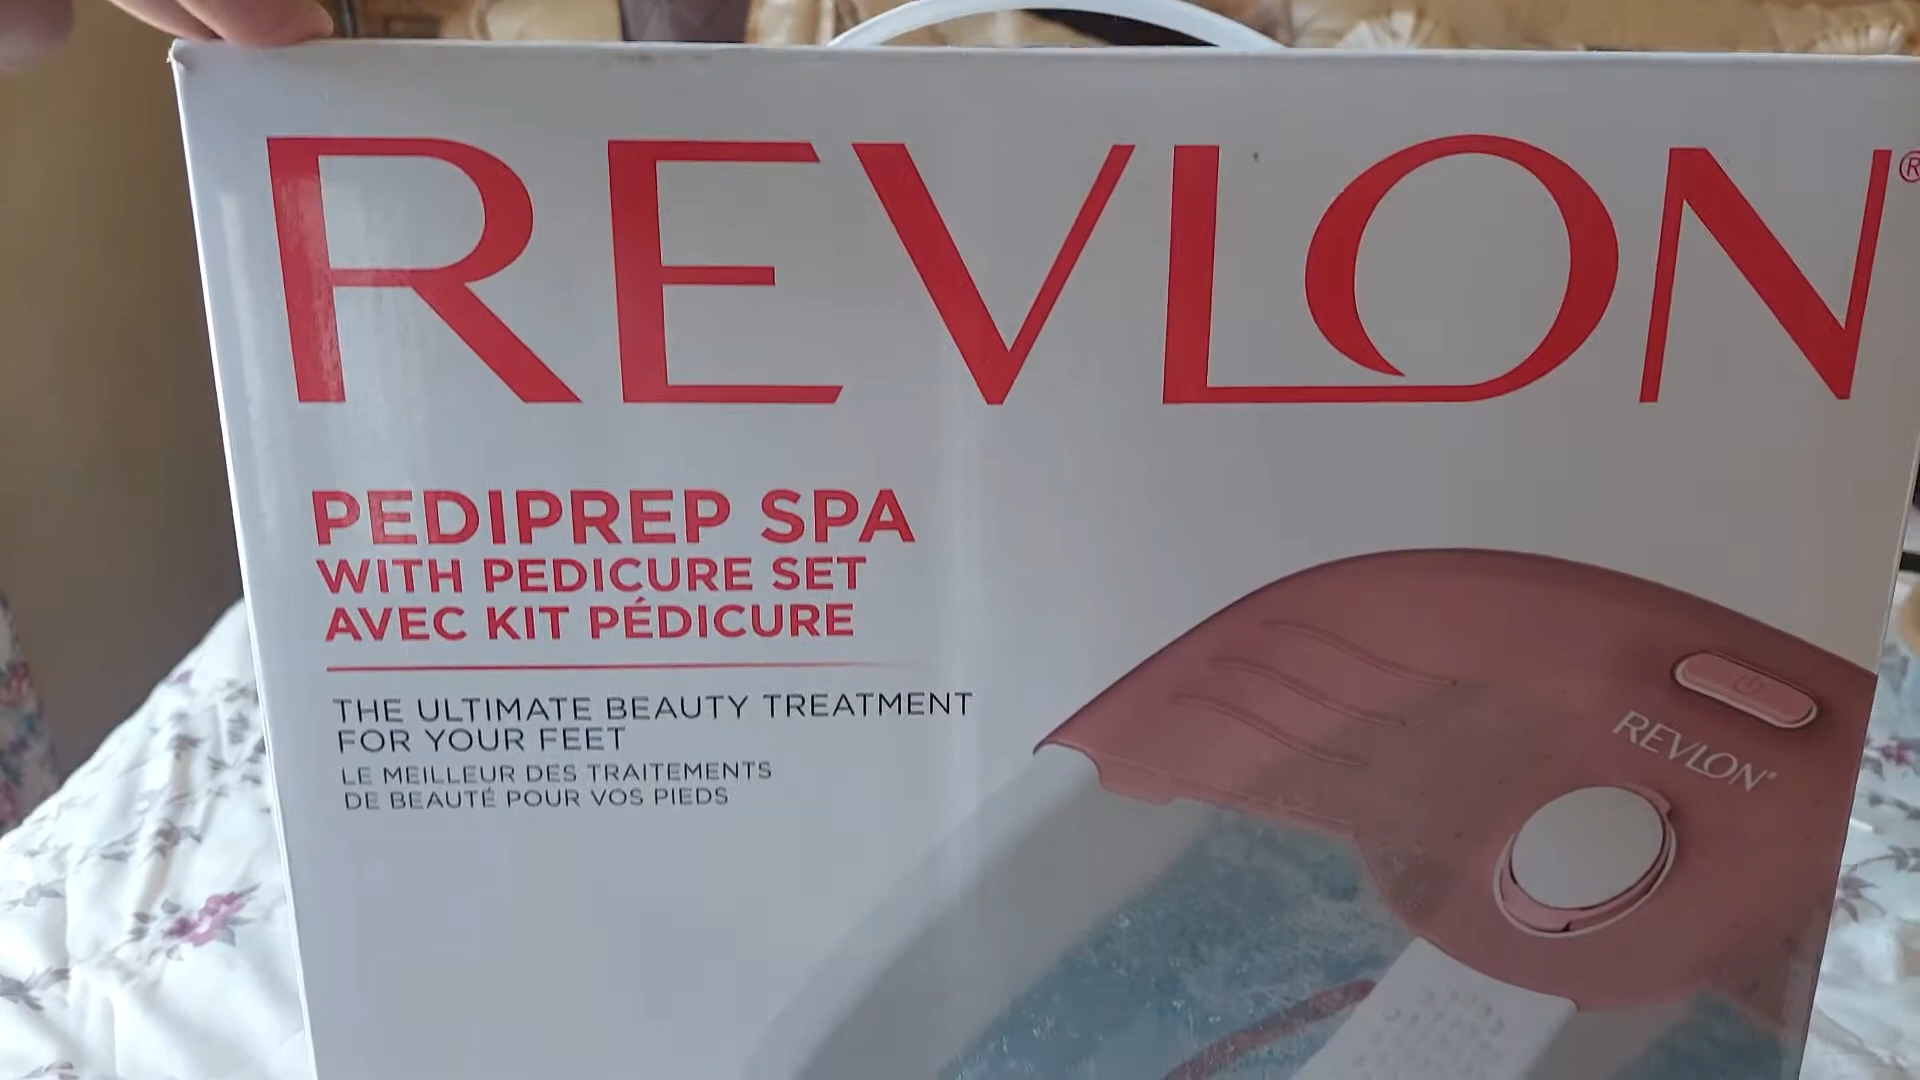 REVLON®
PEDIPREP SPA
WITH PEDICURE SET
AVEC KIT PÉDICURE
THE ULTIMATE BEAUTY TREATMENT
FOR YOUR FEET
LE MEILLEUR DES TRAITEMENTS
DE BEAUTÉ POUR VOS PIEDS
REVLON®